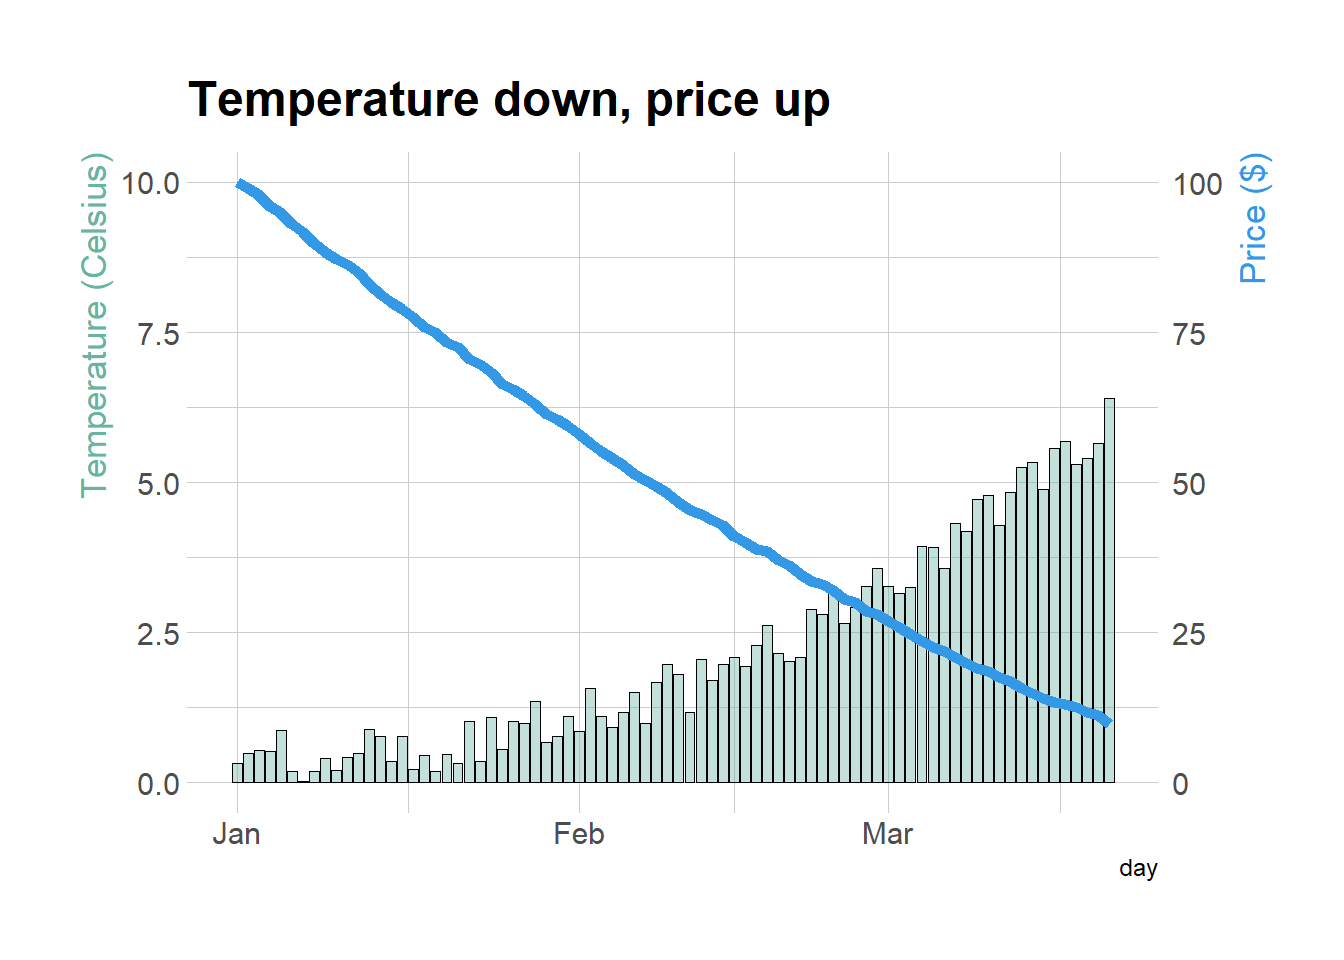 Temperature down, price up
Temperature (Celsius)
Price ($)
10.0
7.5
5.0
2.5
0.0
100
75
50
25
0
Jan
Feb
Mar
day